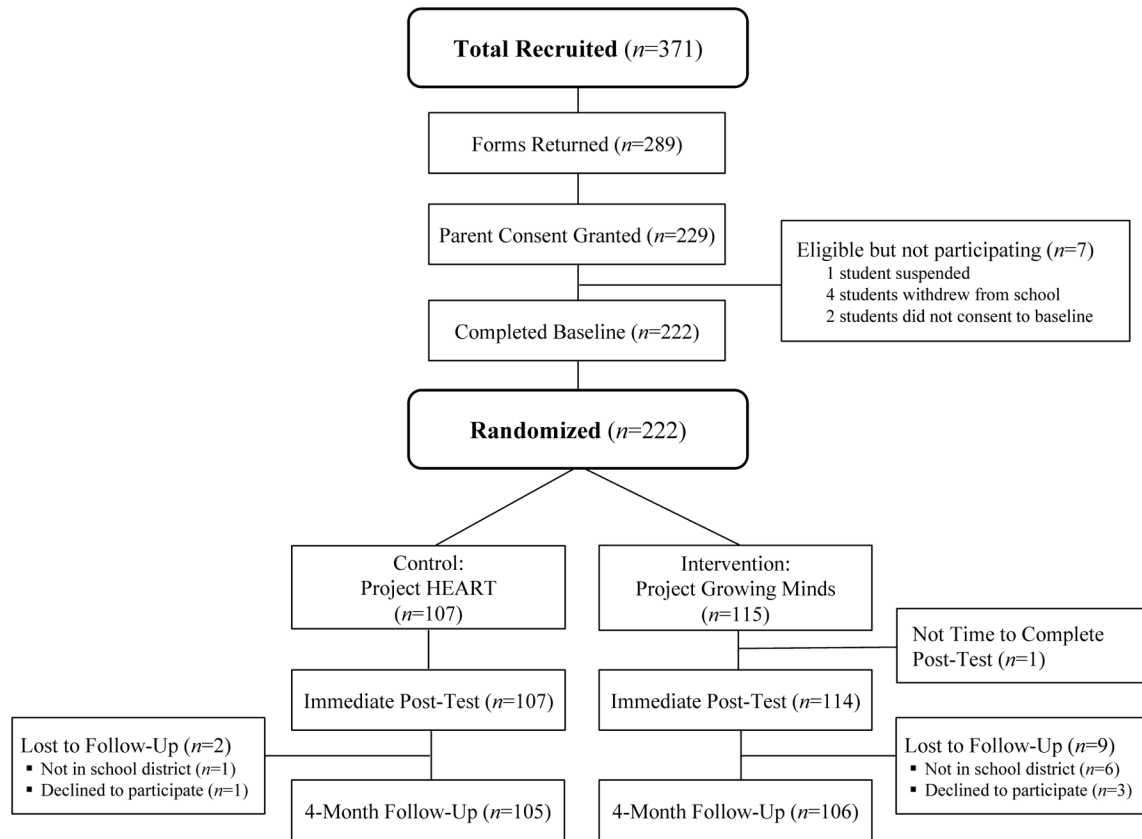 Total Recruited (n=371)
Forms Returned (n=289)
Parent Consent Granted (n=229)
Eligible but not participating (n=7)
1 student suspended
4 students withdrew from school
2 students did not consent to baseline
Completed Baseline (n=222)
Randomized (n=222)
Control:
Project HEART
(n=107)
Intervention:
Project Growing Minds
(n=115)
Not Time to Complete
Post-Test (n=1)
Immediate Post-Test (n=107)
Immediate Post-Test (n=114)
Lost to Follow-Up (n=2)
▪ Not in school district (n=1)
▪ Declined to participate (n=1)
Lost to Follow-Up (n=9)
▪ Not in school district (n=6)
▪ Declined to participate (n=3)
4-Month Follow-Up (n=105)
4-Month Follow-Up (n=106)